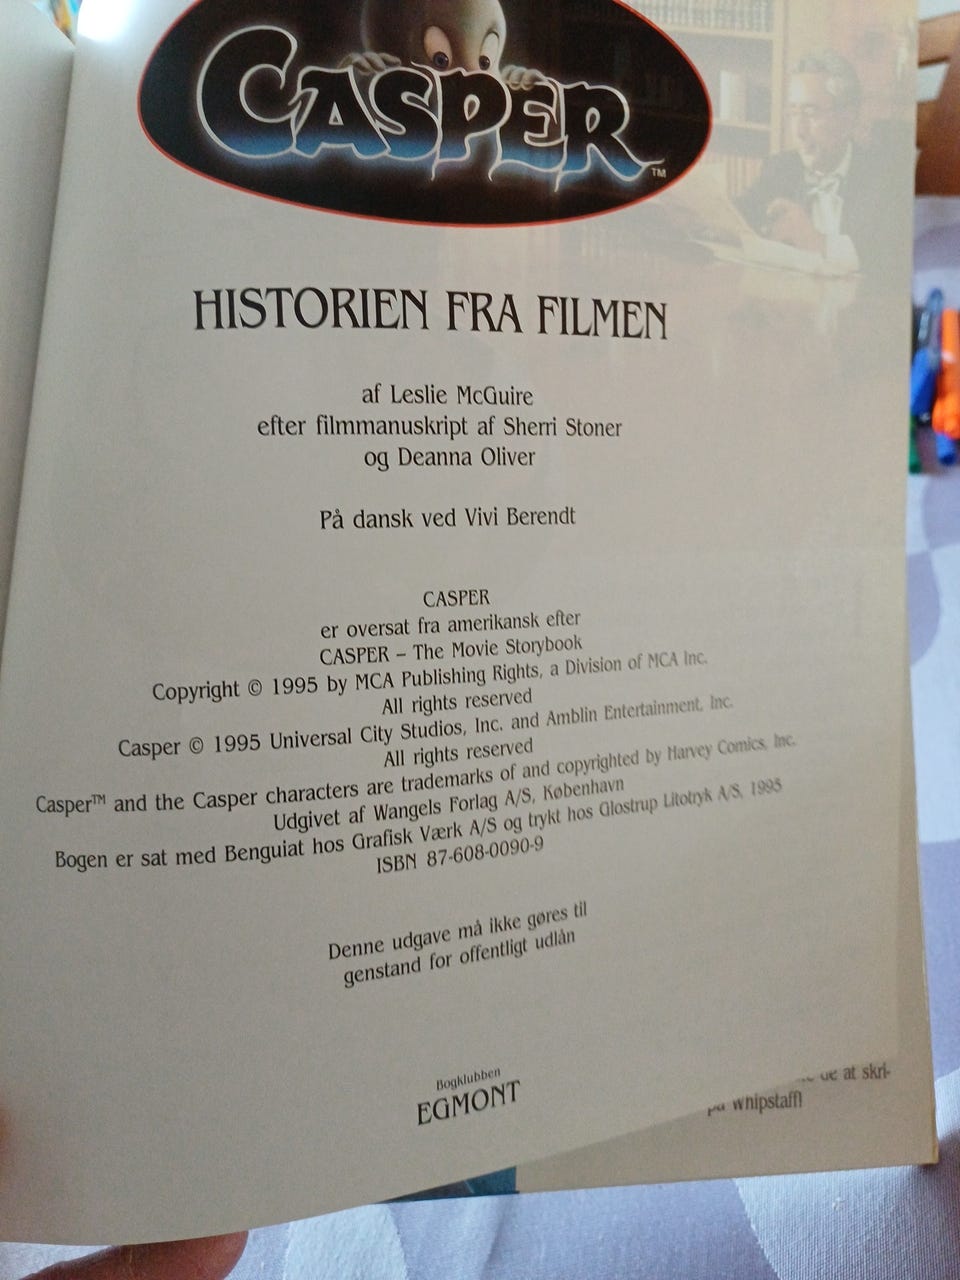 CASPER™
HISTORIEN FRA FILMEN
af Leslie McGuire
efter filmmanuskript af Sherri Stoner
og Deanna Oliver
På dansk ved Vivi Berendt
CASPER
er oversat fra amerikansk efter
CASPER – The Movie Storybook
Copyright © 1995 by MCA Publishing Rights, a Division of MCA Inc.
All rights reserved
Casper © 1995 Universal City Studios, Inc. and Amblin Entertainment, Inc.
All rights reserved
Casper™ and the Casper characters are trademarks of and copyrighted by Harvey Comics, Inc.
Udgivet af Wangels Forlag A/S, København
Bogen er sat med Benguiat hos Grafisk Værk A/S og trykt hos Glostrup Litotryk A/S, 1995
ISBN 87-608-0090-9
Denne udgave må ikke gøres til
genstand for offentligt udlån
Bogklubben
EGMONT
de at skri-
på Whipstaff!